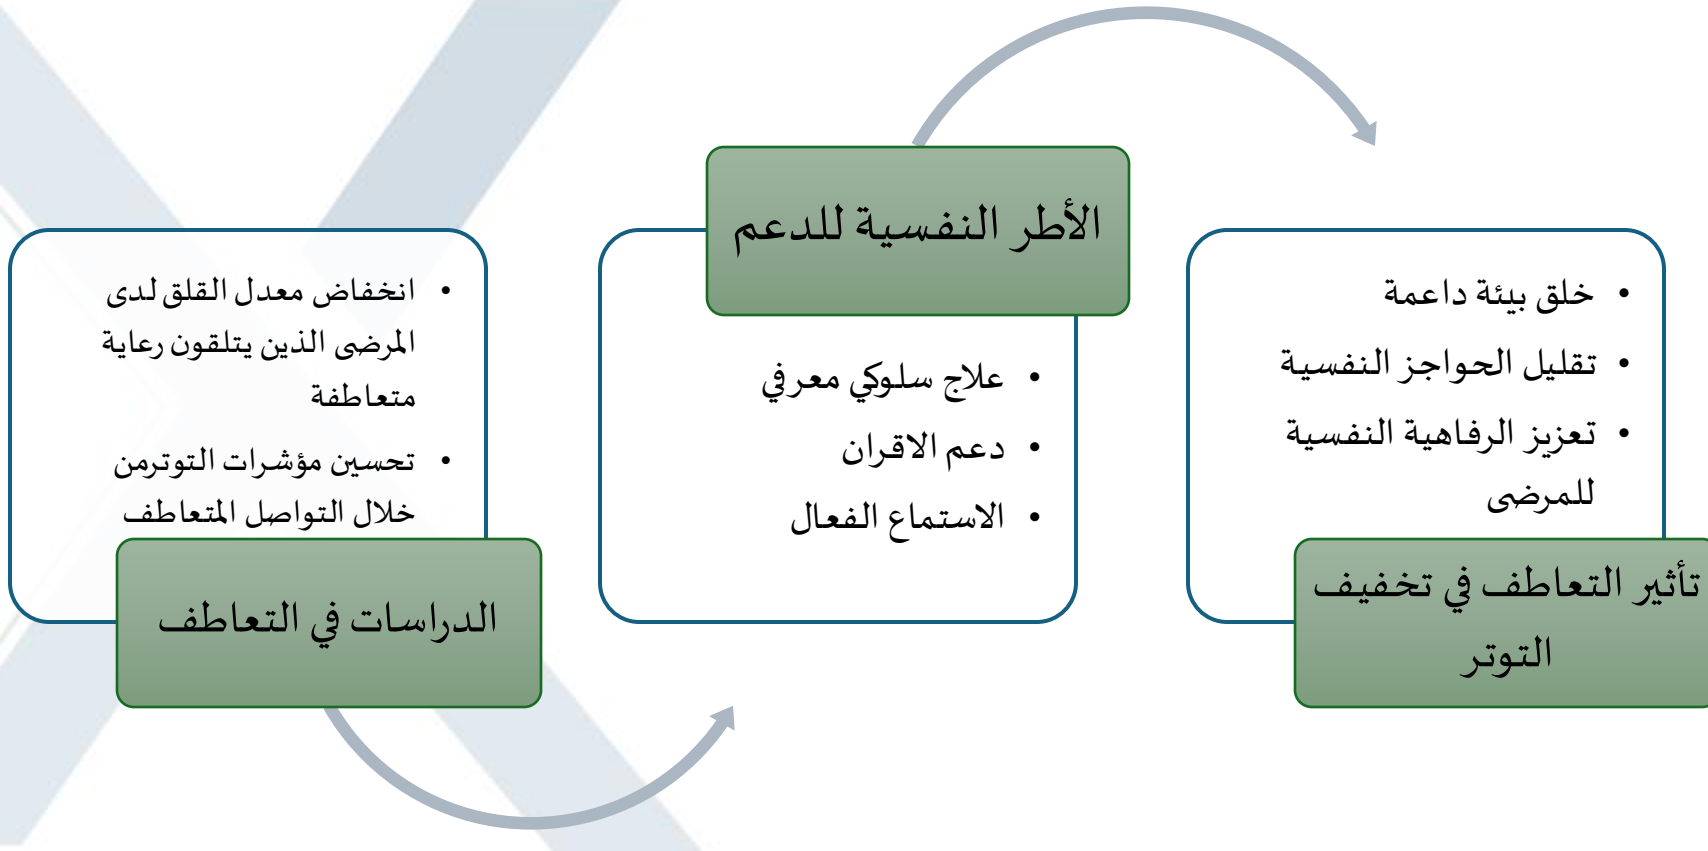 الدراسات في التعاطف
• انخفاض معدل القلق لدى
المرضى الذين يتلقون رعاية
متعاطفة
• تحسين مؤشرات التوترمن
خلال التواصل المتعاطف
الأطر النفسية للدعم
• علاج سلوكي معرفي
• دعم الاقران
• الاستماع الفعال
تأثير التعاطف في تخفيف
التوتر
• خلق بيئة داعمة
• تقليل الحواجز النفسية
• تعزيز الرفاهية النفسية
للمرضى